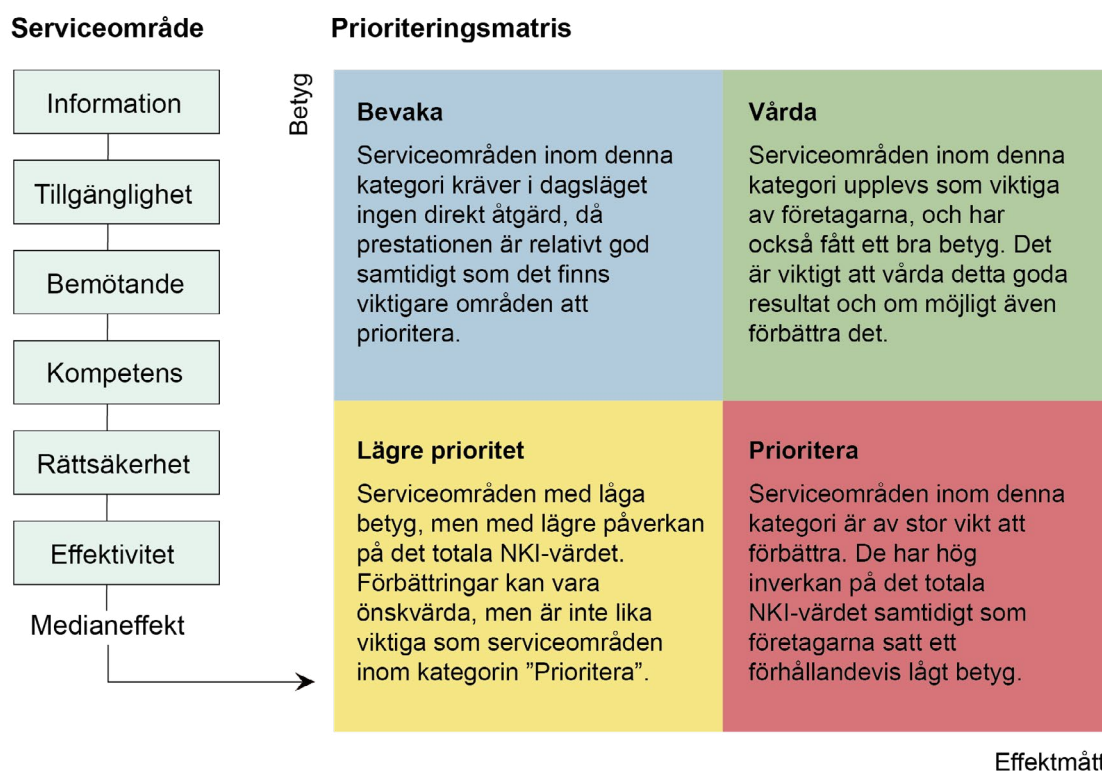 Serviceområde
Information
Tillgänglighet
Bemötande
Kompetens
Rättsäkerhet
Effektivitet
Medianeffekt
Prioriteringsmatris
Betyg
Bevaka
Serviceområden inom denna
kategori kräver i dagsläget
ingen direkt åtgärd, då
prestationen är relativt god
samtidigt som det finns
viktigare områden att
prioritera.
Vårda
Serviceområden inom denna
kategori upplevs som viktiga
av företagarna, och har
också fått ett bra betyg. Det
är viktigt att vårda detta goda
resultat och om möjligt även
förbättra det.
Lägre prioritet
Serviceområden med låga
betyg, men med lägre påverkan
på det totala NKI-värdet.
Förbättringar kan vara
önskvärda, men är inte lika
viktiga som serviceområden
inom kategorin ”Prioritera”.
Prioritera
Serviceområden inom denna
kategori är av stor vikt att
förbättra. De har hög
inverkan på det totala
NKI-värdet samtidigt som
företagarna satt ett
förhållandevis lågt betyg.
Effektmått